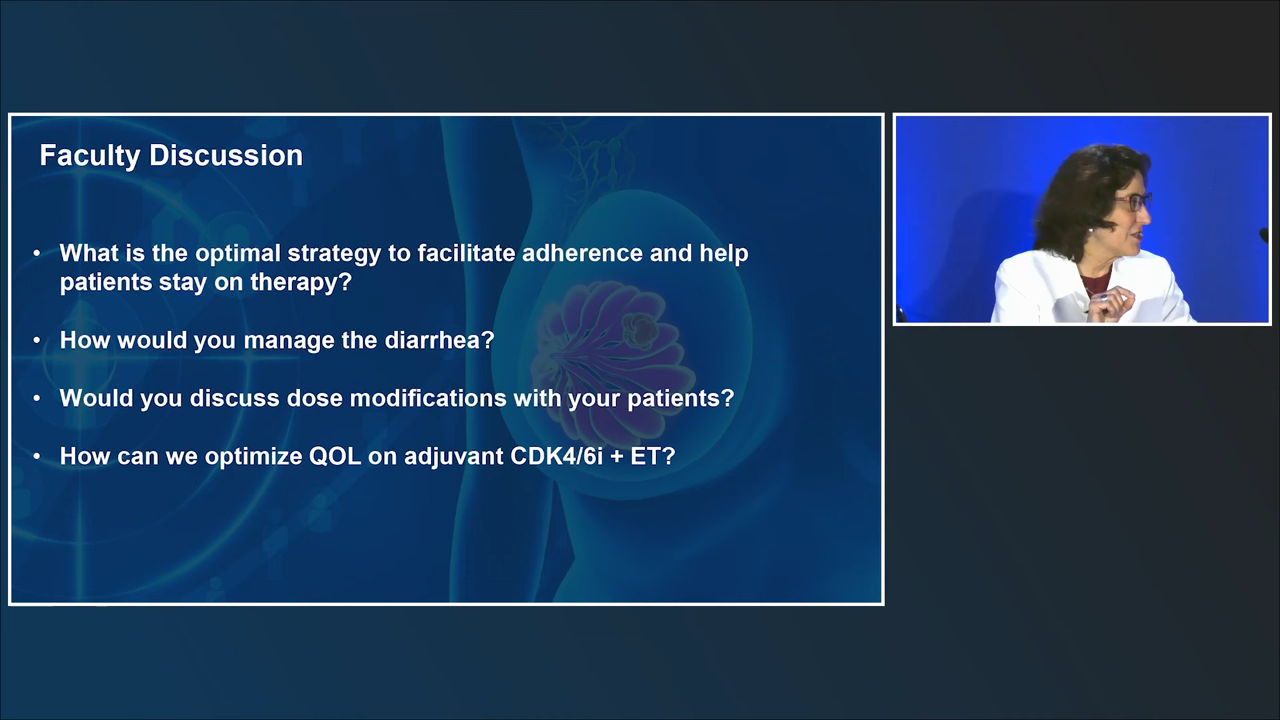 Faculty Discussion
• What is the optimal strategy to facilitate adherence and help
patients stay on therapy?
• How would you manage the diarrhea?
• Would you discuss dose modifications with your patients?
• How can we optimize QOL on adjuvant CDK4/6i + ET?